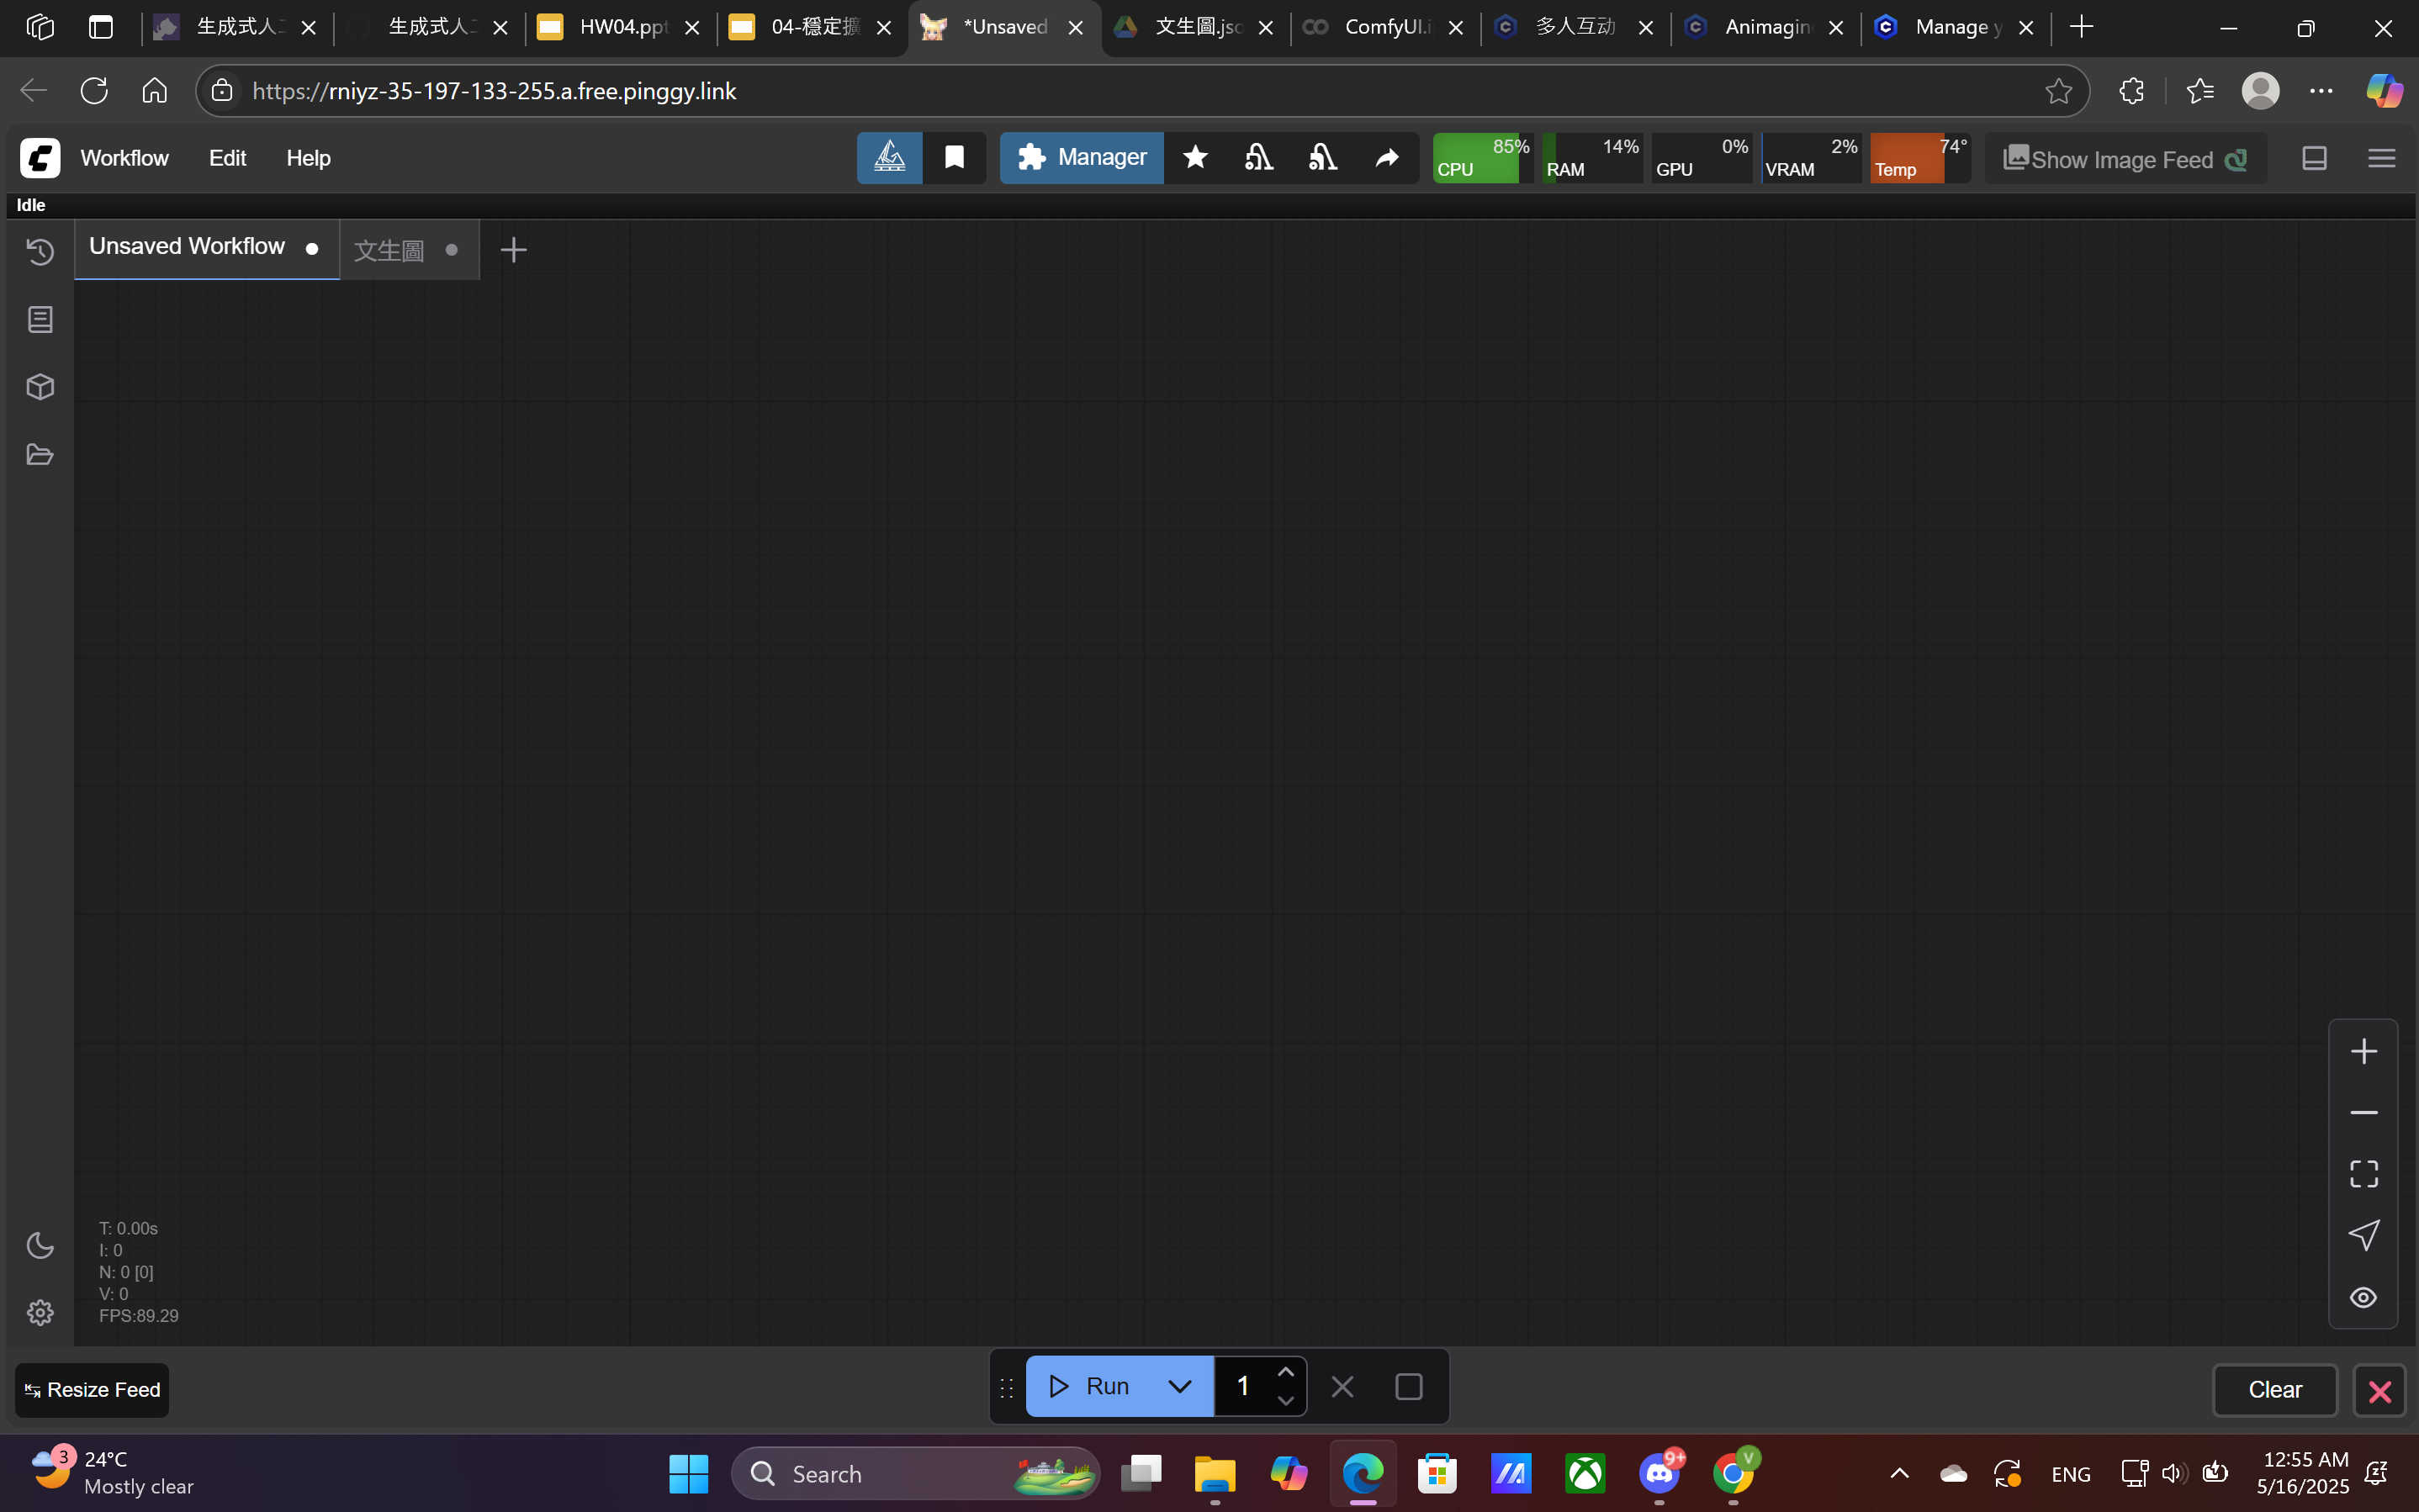 生成式人工
生成式人工
HW04.ppt
04-穩定擴
*Unsaved
文生圖.jso
ComfyUI.i
多人互动
Animagin
Manage y
https://rniyz-35-197-133-255.a.free.pinggy.link
Workflow
Edit
Help
Manager
CPU 85%
RAM 14%
GPU 0%
VRAM 2%
Temp 74°
Show Image Feed
Idle
Unsaved Workflow
文生圖
T: 0.00s
I: 0
N: 0 [0]
V: 0
FPS:89.29
Resize Feed
Run
1
Clear
3
24°C
Mostly clear
Search
9+
V
ENG
12:55 AM
5/16/2025